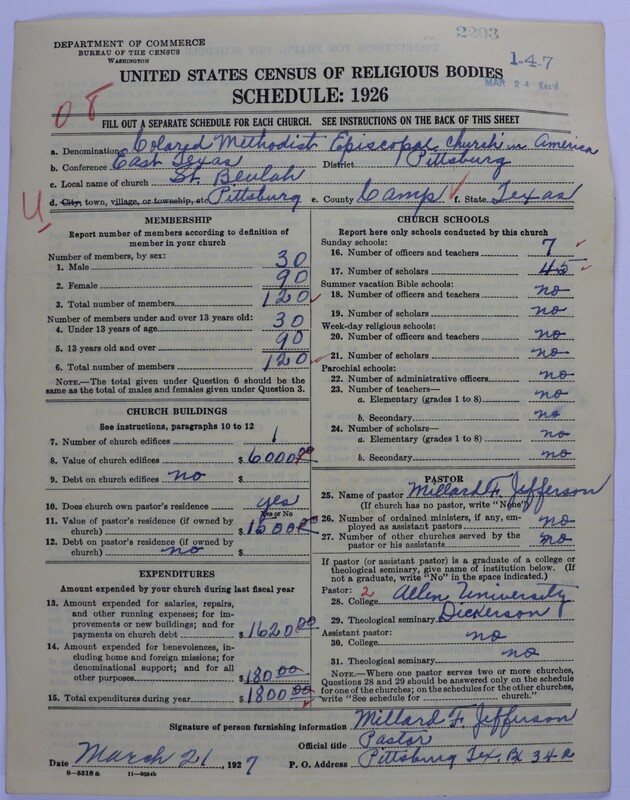 2203
DEPARTMENT OF COMMERCE
BUREAU OF THE CENSUS
WASHINGTON
1-4-7
MAR 24 Rec'd
UNITED STATES CENSUS OF RELIGIOUS BODIES
SCHEDULE: 1926
FILL OUT A SEPARATE SCHEDULE FOR EACH CHURCH. SEE INSTRUCTIONS ON THE BACK OF THIS SHEET
a. Denomination Colored Methodist Episcopal Church in America
b. Conference East Texas District Pittsburg
c. Local name of church St. Beulah
d. City, town, village, or township, etc Pittsburg e. County Camp f. State Texas
U
MEMBERSHIP
Report number of members according to definition of member in your church
Number of members, by sex:
1. Male 30
2. Female 90
3. Total number of members 120
Number of members under and over 13 years old:
4. Under 13 years of age 30
5. 13 years old and over 90
6. Total number of members 120
NOTE.—The total given under Question 6 should be the same as the total of males and females given under Question 3.
CHURCH BUILDINGS
See instructions, paragraphs 10 to 12
7. Number of church edifices 1
8. Value of church edifices $ 6000.00
9. Debt on church edifices no $
10. Does church own pastor's residence yes
Yes or No
11. Value of pastor's residence (if owned by church) $
12. Debt on pastor's residence (if owned by church) no $
EXPENDITURES
Amount expended by your church during last fiscal year
13. Amount expended for salaries, repairs, and other running expenses; for improvements or new buildings; and for payments on church debt $ 1620.00
14. Amount expended for benevolences, including home and foreign missions; for denominational support; and for all other purposes $ 180.00
15. Total expenditures during year $ 1800.00
CHURCH SCHOOLS
Report here only schools conducted by this church
Sunday schools:
16. Number of officers and teachers 7
17. Number of scholars 45
Summer vacation Bible schools:
18. Number of officers and teachers no
19. Number of scholars no
Week-day religious schools:
20. Number of officers and teachers no
21. Number of scholars no
Parochial schools:
22. Number of administrative officers no
23. Number of teachers—
a. Elementary (grades 1 to 8) no
b. Secondary no
24. Number of scholars—
a. Elementary (grades 1 to 8) no
b. Secondary no
PASTOR
25. Name of pastor Millard F. Jefferson
(If church has no pastor, write "None")
26. Number of ordained ministers, if any, employed as assistant pastors no
27. Number of other churches served by the pastor or his assistants no
If pastor (or assistant pastor) is a graduate of a college or theological seminary, give name of institution below. (If not a graduate, write "No" in the space indicated.)
Pastor: 2
28. College Allen University
29. Theological seminary Dickerson
Assistant pastor:
30. College no
31. Theological seminary no
NOTE.—Where one pastor serves two or more churches, Questions 28 and 29 should be answered only on the schedule for one of the churches; on the schedules for the other churches, write "See schedule for church."
Signature of person furnishing information Millard F. Jefferson
Official title Pastor
Date March 21, 1927 P. O. Address Pittsburg Tex, Bx 342
8—5518 a